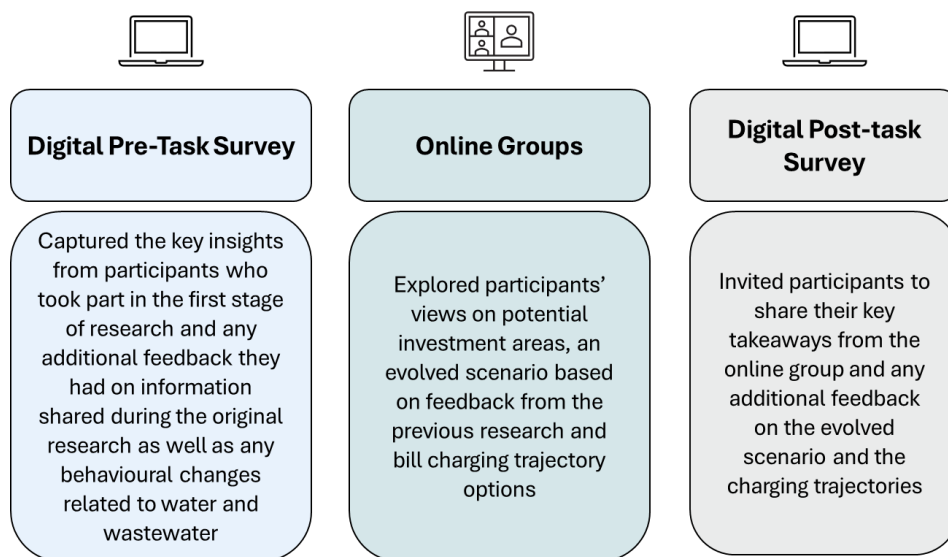 Digital Pre-Task Survey
Captured the key insights
from participants who
took part in the first stage
of research and any
additional feedback they
had on information
shared during the original
research as well as any
behavioural changes
related to water and
wastewater
Online Groups
Explored participants’
views on potential
investment areas, an
evolved scenario based
on feedback from the
previous research and
bill charging trajectory
options
Digital Post-task
Survey
Invited participants to
share their key
takeaways from the
online group and any
additional feedback
on the evolved
scenario and the
charging trajectories